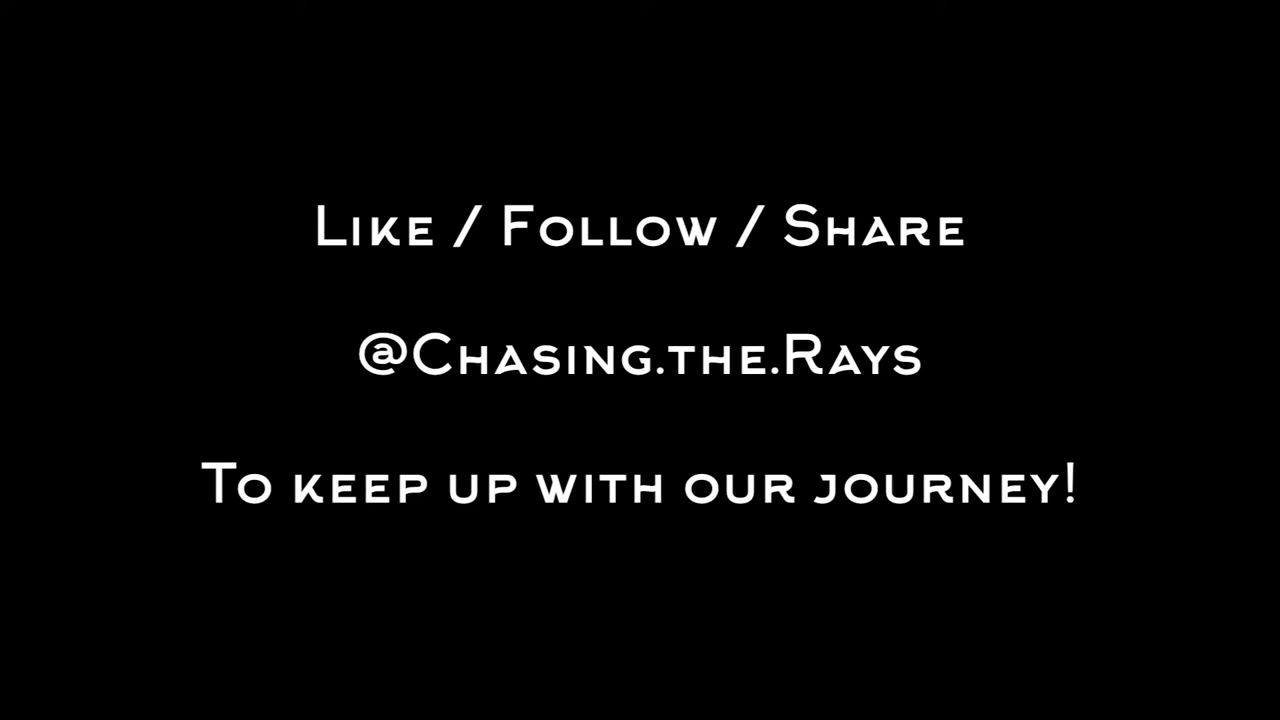 Like / Follow / Share
@Chasing.the.Rays
To keep up with our journey!